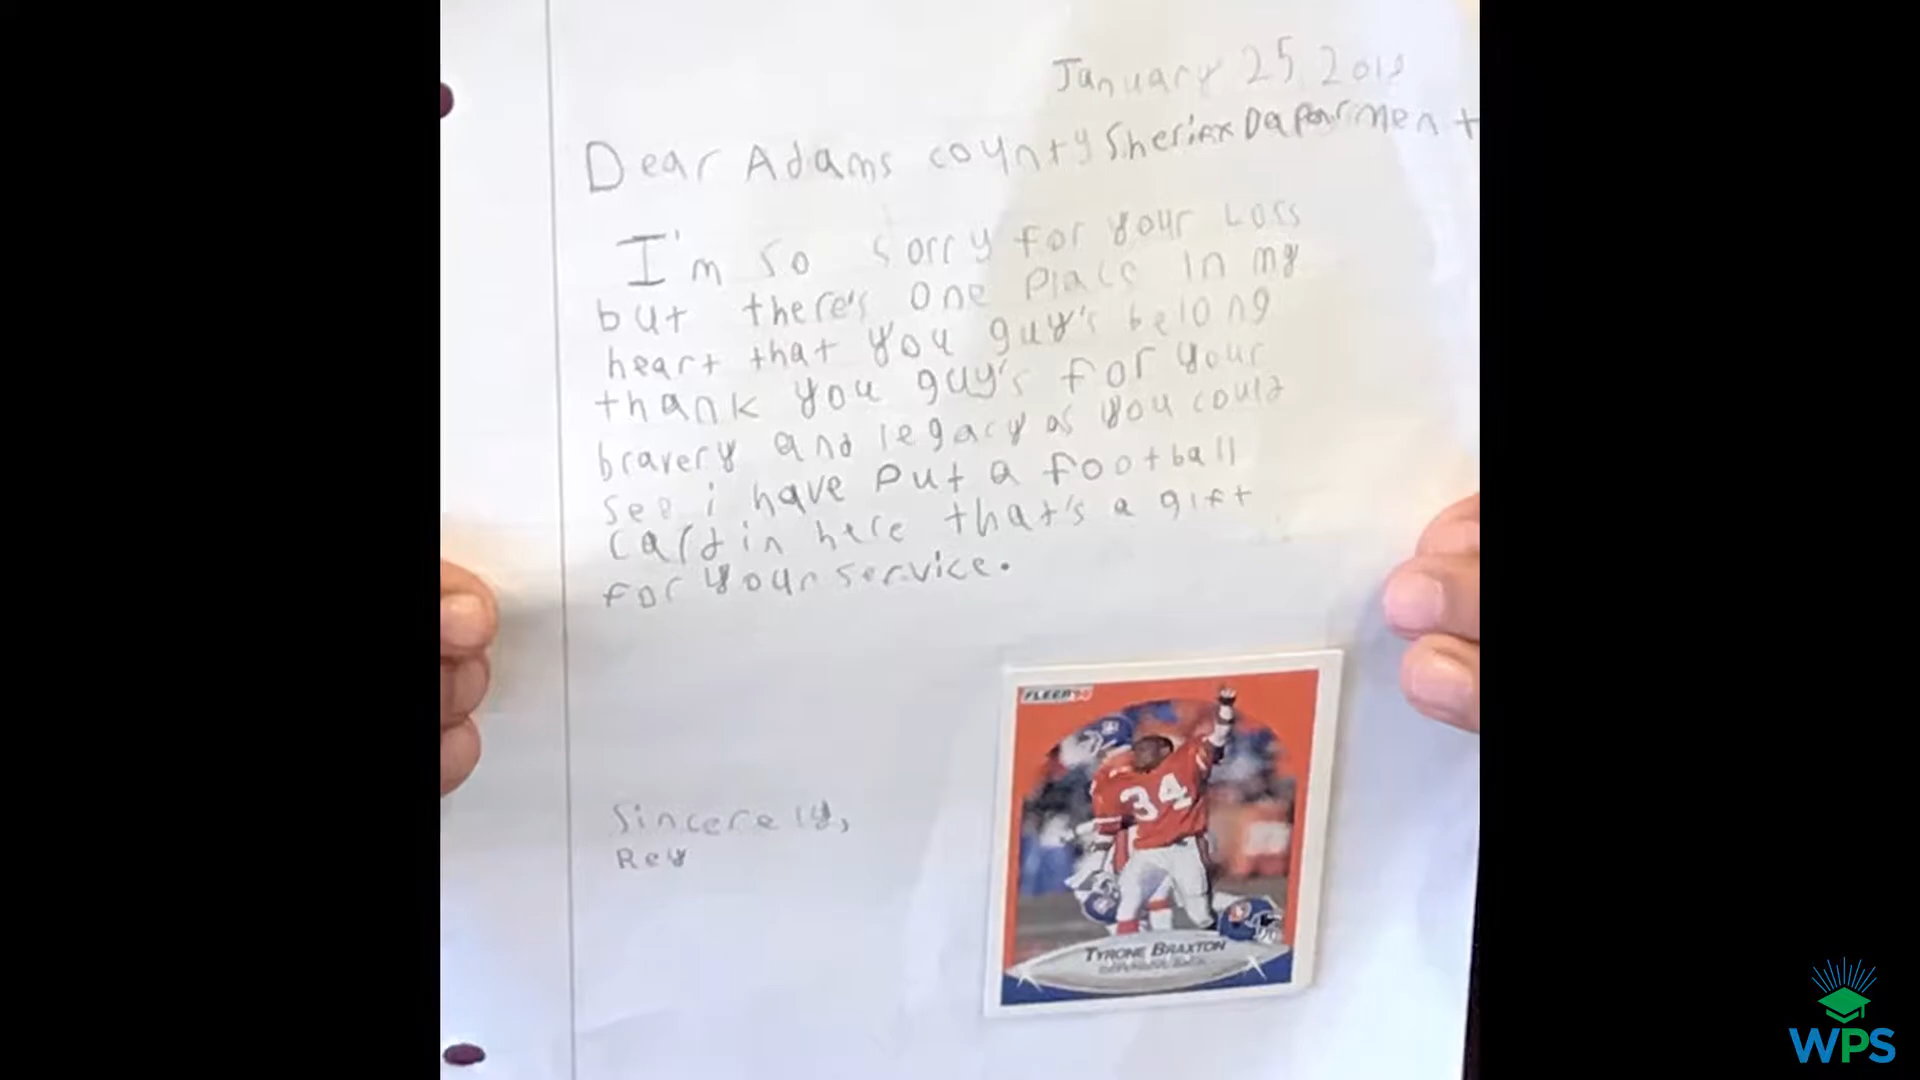 January 25, 2018
Dear Adams county Sheriex Daparment
I'm so sorry for your Loss
but there's one place in my
heart that you guy's belong
thank you guy's for your
bravery and legacy as you could
see i have put a football
card in here that's a gift
for your service.
Sincerely,
Rey
FLEER 90
34
TYRONE BRAXTON
WPS